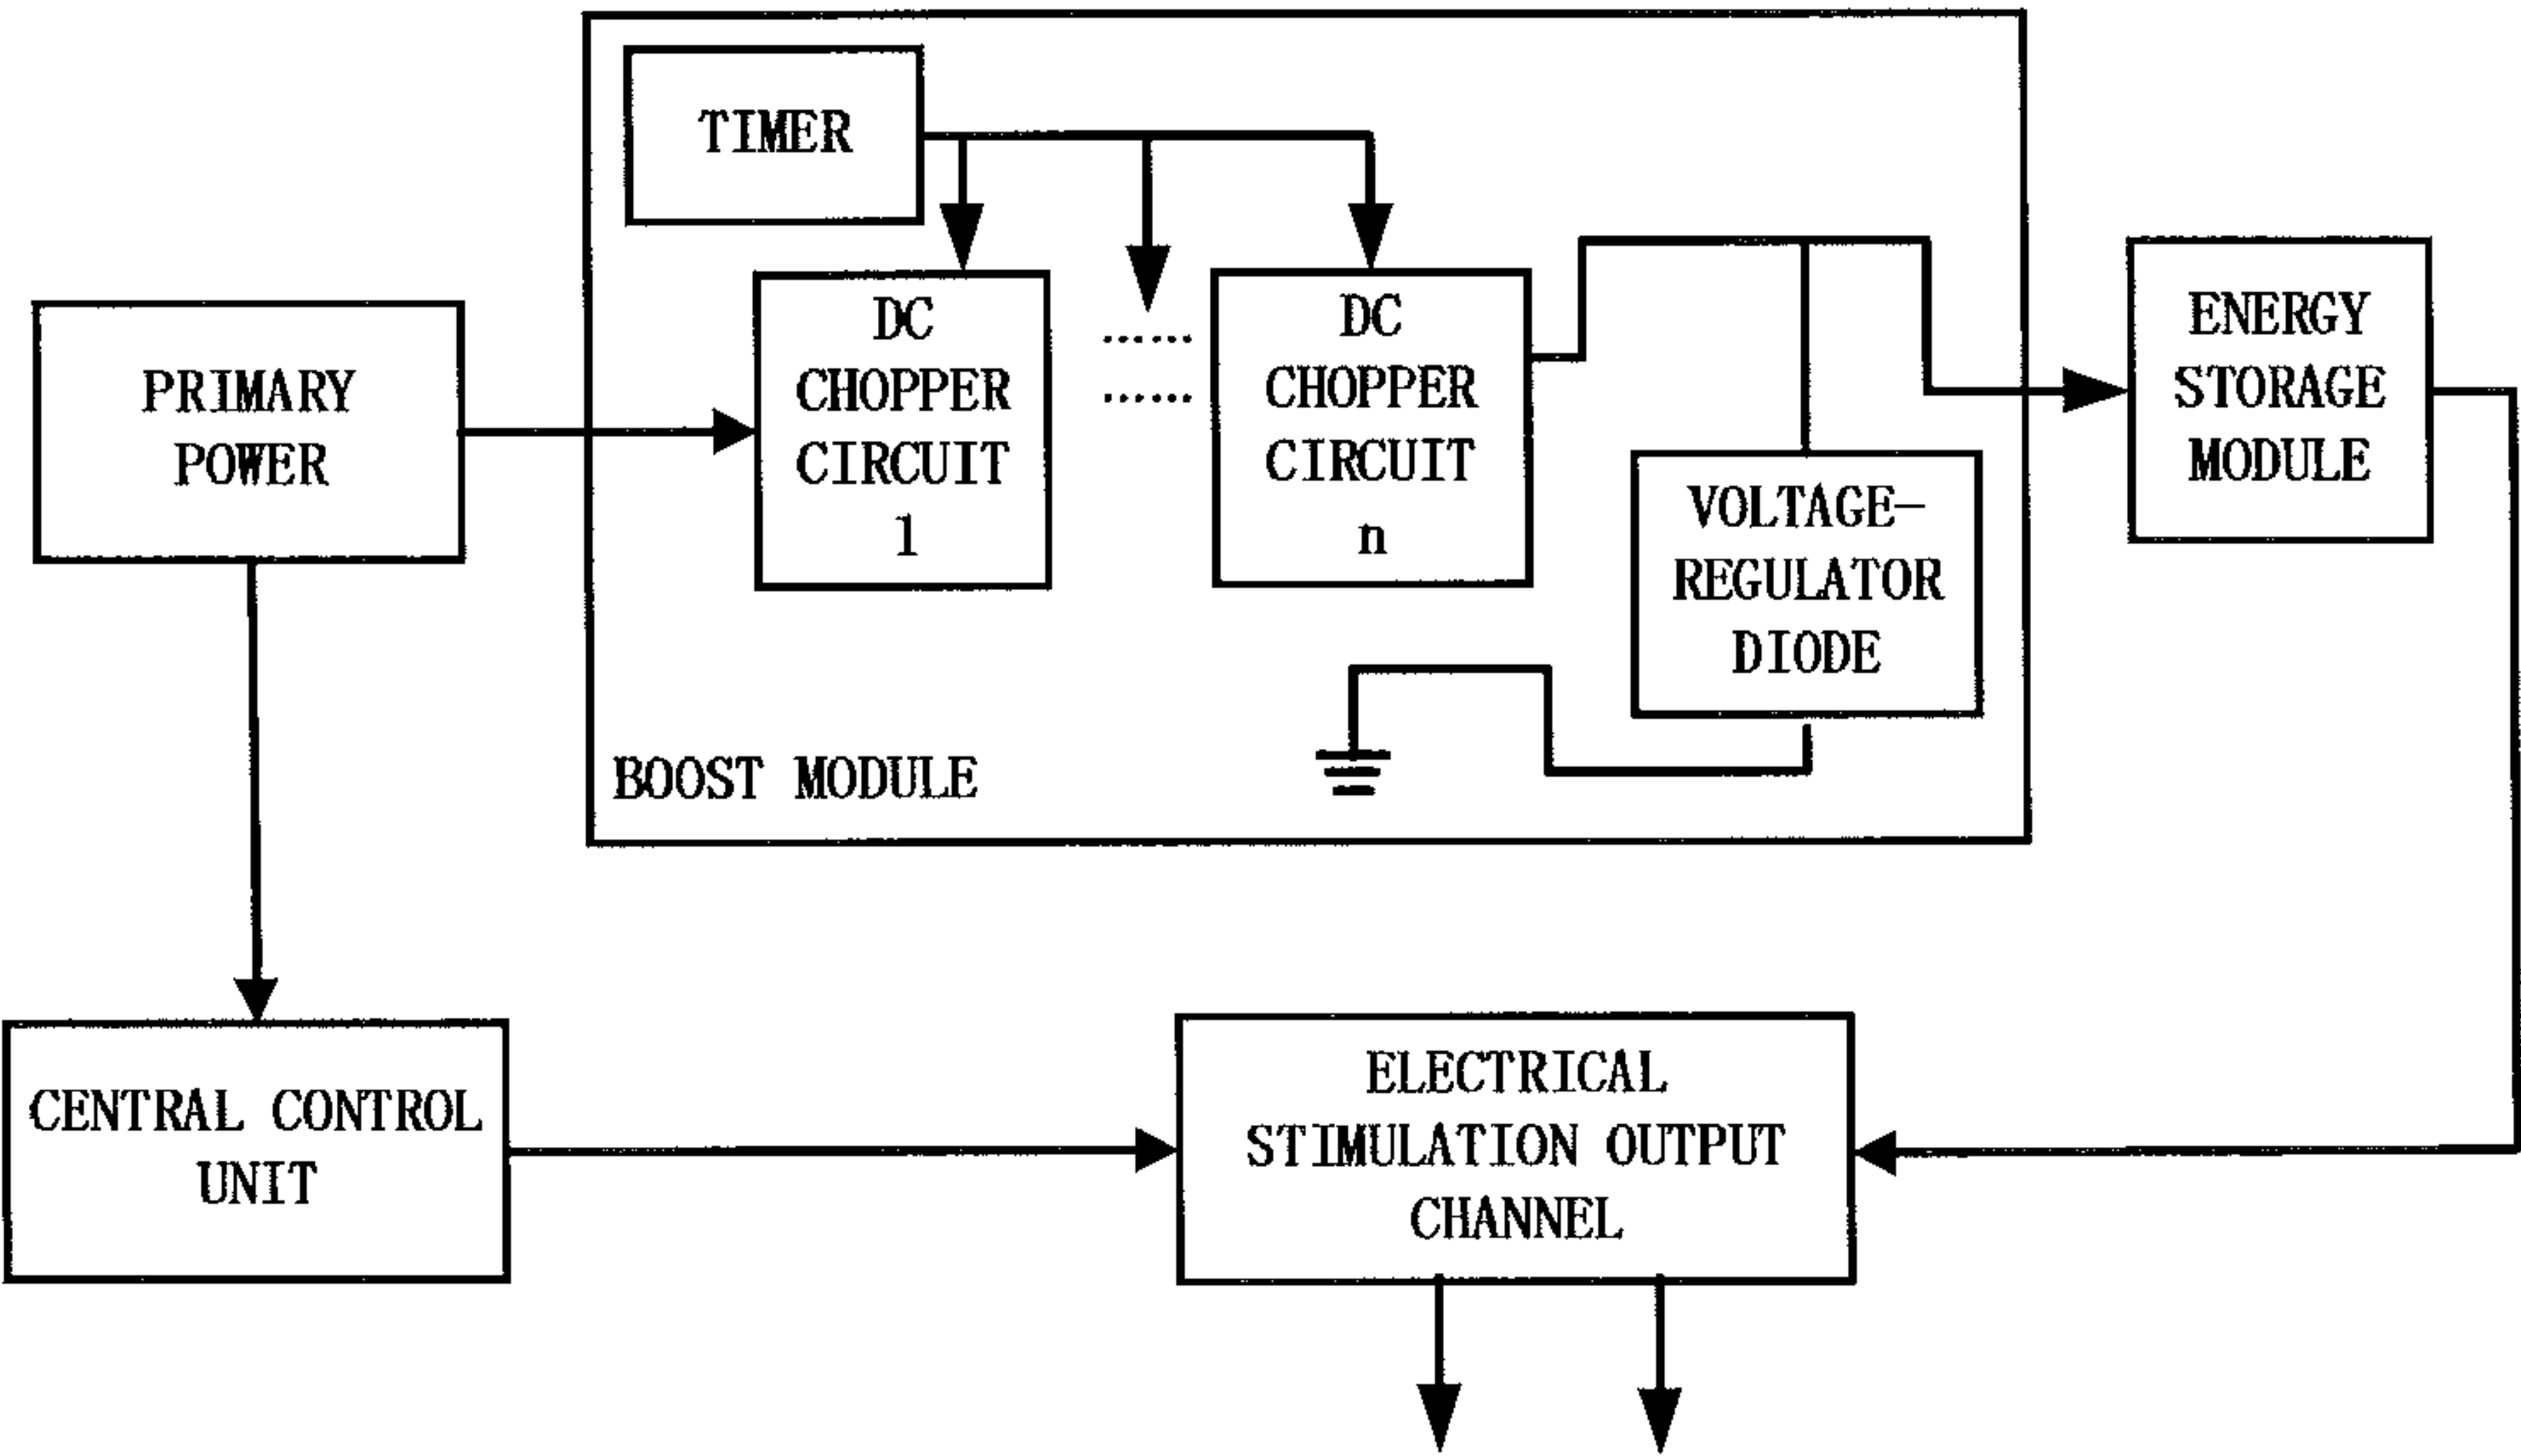 TIMER
DC
CHOPPER
CIRCUIT
1
......
......
DC
CHOPPER
CIRCUIT
n
VOLTAGE-
REGULATOR
DIODE
BOOST MODULE
PRIMARY
POWER
ENERGY
STORAGE
MODULE
CENTRAL CONTROL
UNIT
ELECTRICAL
STIMULATION OUTPUT
CHANNEL